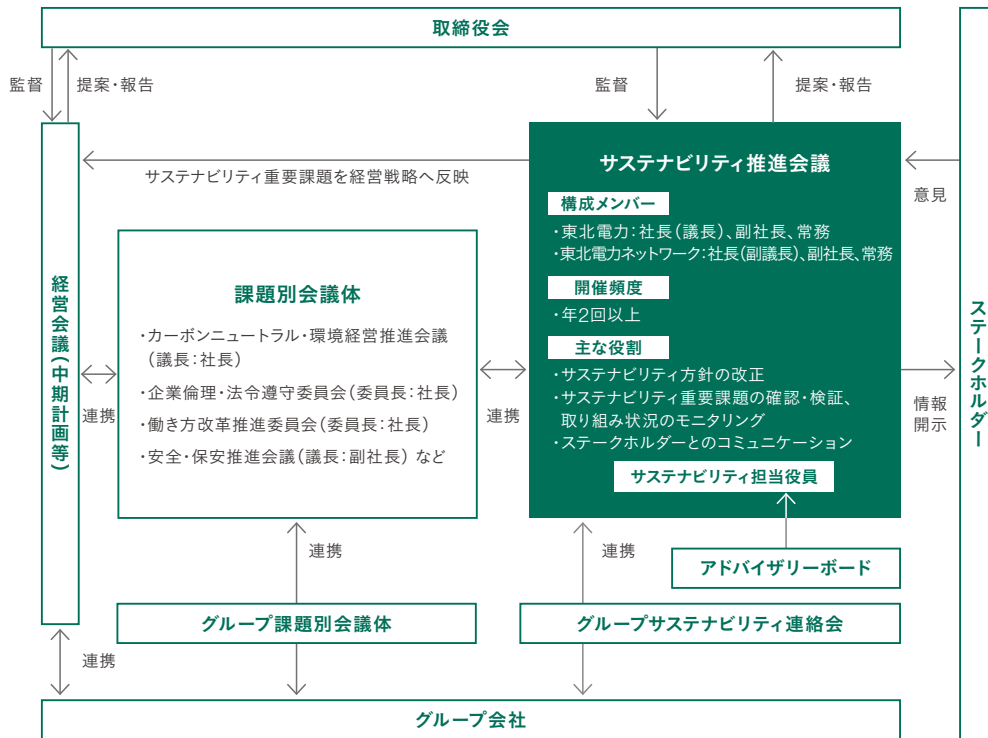 取締役会
監督
提案・報告
監督
提案・報告
サステナビリティ重要課題を経営戦略へ反映
経営会議(中期計画等)
連携
課題別会議体
・カーボンニュートラル・環境経営推進会議
(議長:社長)
・企業倫理・法令遵守委員会(委員長:社長)
・働き方改革推進委員会(委員長:社長)
・安全・保安推進会議(議長:副社長) など
連携
サステナビリティ推進会議
構成メンバー
・東北電力:社長(議長)、副社長、常務
・東北電力ネットワーク:社長(副議長)、副社長、常務
開催頻度
・年2回以上
主な役割
・サステナビリティ方針の改正
・サステナビリティ重要課題の確認・検証、
取り組み状況のモニタリング
・ステークホルダーとのコミュニケーション
サステナビリティ担当役員
意見
情報
開示
ステークホルダー
連携
連携
アドバイザリーボード
グループ課題別会議体
グループサステナビリティ連絡会
連携
グループ会社